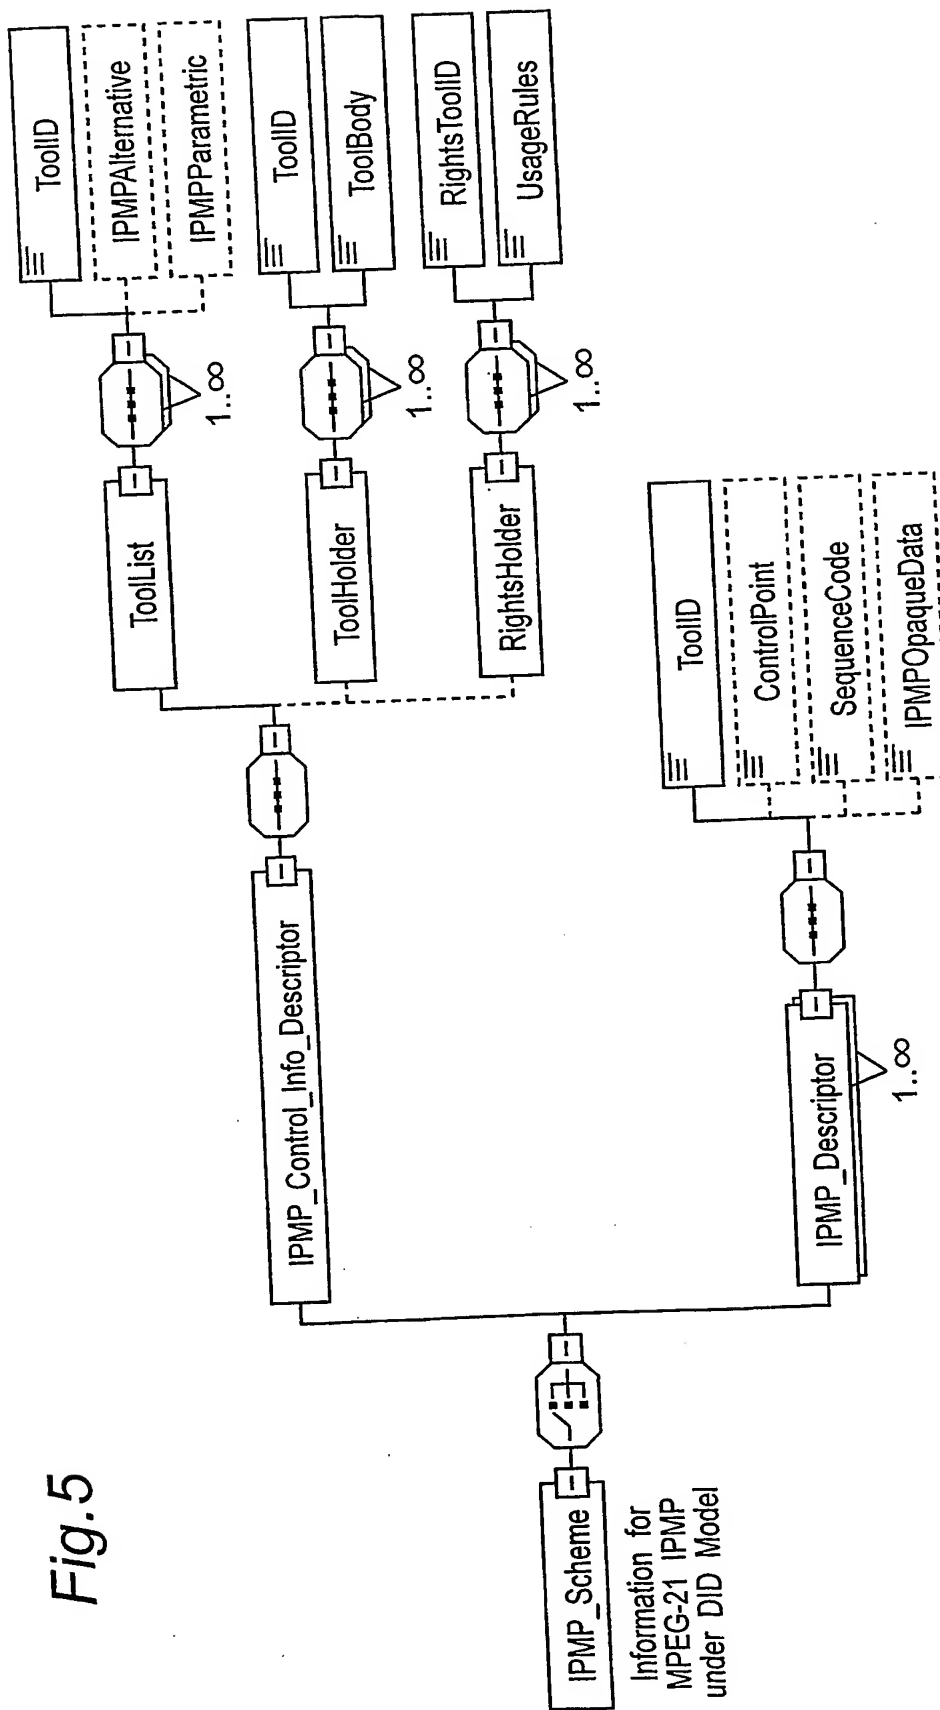 Fig.5
IPMP_Scheme
Information for
MPEG-21 IPMP
under DID Model
IPMP_Control_Info_Descriptor
ToolList
1..∞
ToolID
IPMPAlternative
IPMPParametric
ToolHolder
1..∞
ToolID
ToolBody
RightsHolder
1..∞
RightsToolID
UsageRules
IPMP_Descriptor
1..∞
ToolID
ControlPoint
SequenceCode
IPMPOpaqueData